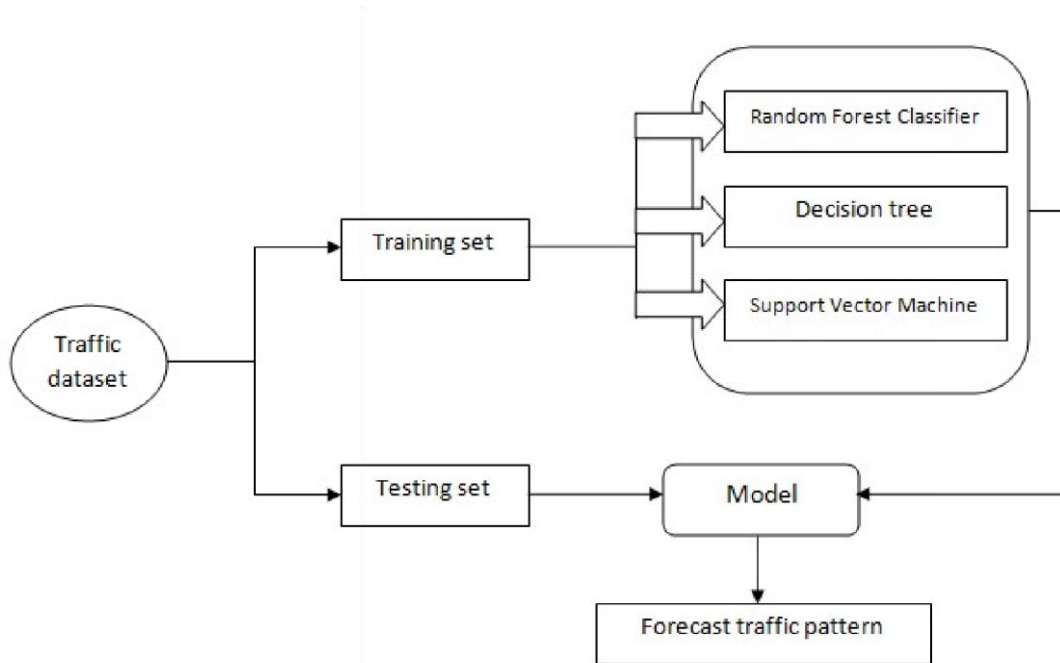 Random Forest Classifier
Decision tree
Training set
Support Vector Machine
Traffic
dataset
Testing set
Model
Forecast traffic pattern